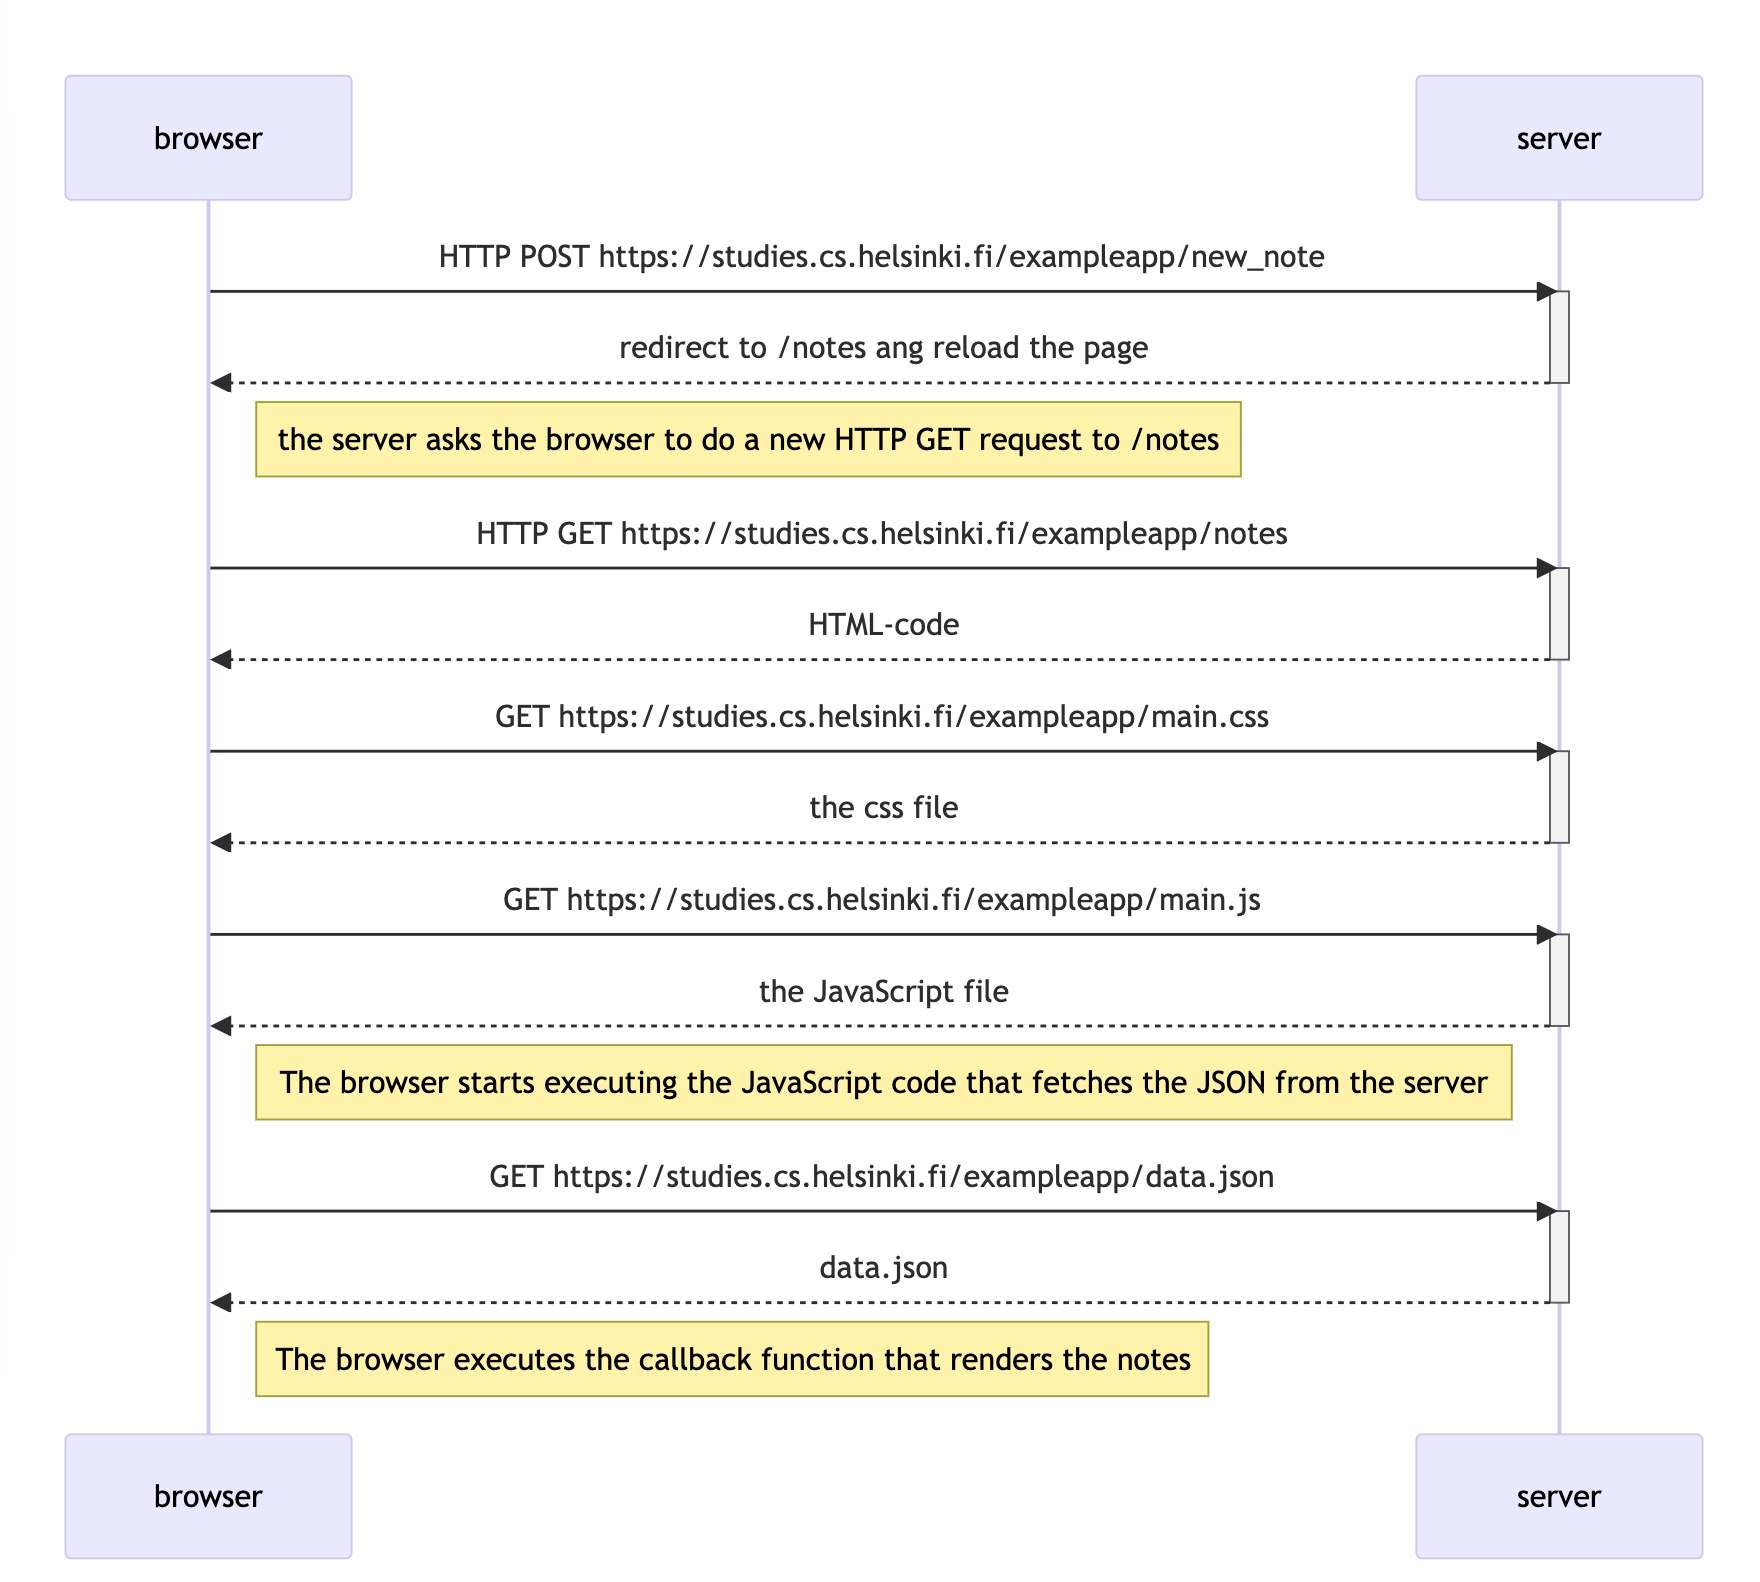 browser
server
HTTP POST https://studies.cs.helsinki.fi/exampleapp/new_note
redirect to /notes ang reload the page
the server asks the browser to do a new HTTP GET request to /notes
HTTP GET https://studies.cs.helsinki.fi/exampleapp/notes
HTML-code
GET https://studies.cs.helsinki.fi/exampleapp/main.css
the css file
GET https://studies.cs.helsinki.fi/exampleapp/main.js
the JavaScript file
The browser starts executing the JavaScript code that fetches the JSON from the server
GET https://studies.cs.helsinki.fi/exampleapp/data.json
data.json
The browser executes the callback function that renders the notes
browser
server